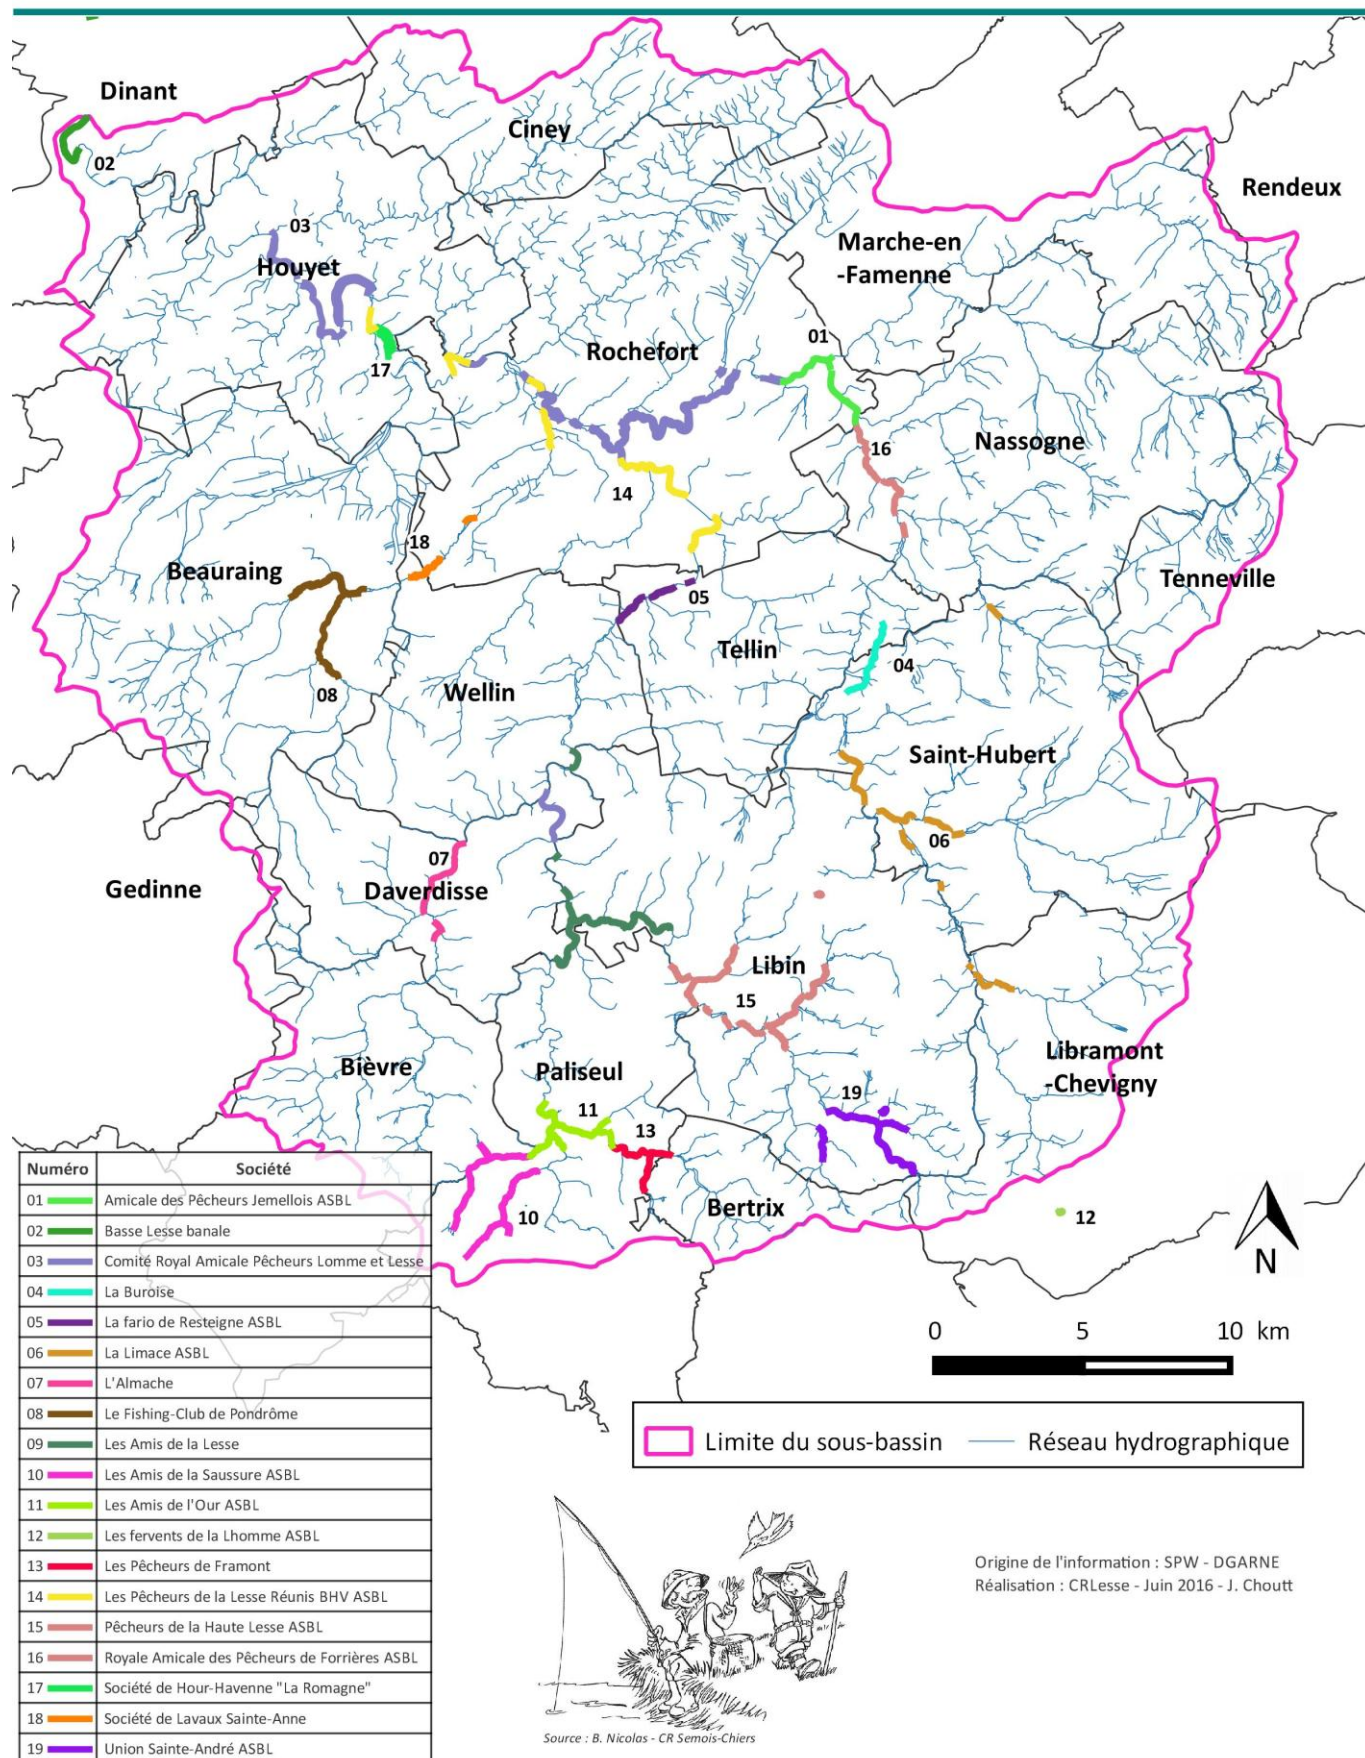 Dinant
Ciney
02
Rendeux
03
Marche-en
-Famenne
Houyet
01
Rochefort
17
Nassogne
16
14
18
Beauraing
Tenneville
05
Tellin
04
08
Wellin
Saint-Hubert
06
07
Gedinne
Daverdisse
Libin
15
Libramont
-Chevigny
Bièvre
Paliseul
19
11
13
Bertrix
10
12
N
Numéro Société
01 Amicale des Pêcheurs Jemellois ASBL
02 Basse Lesse banale
03 Comité Royal Amicale Pêcheurs Lomme et Lesse
04 La Buroise
05 La fario de Resteigne ASBL
06 La Limace ASBL
07 L'Almache
08 Le Fishing-Club de Pondrôme
09 Les Amis de la Lesse
10 Les Amis de la Saussure ASBL
11 Les Amis de l'Our ASBL
12 Les fervents de la Lhomme ASBL
13 Les Pêcheurs de Framont
14 Les Pêcheurs de la Lesse Réunis BHV ASBL
15 Pêcheurs de la Haute Lesse ASBL
16 Royale Amicale des Pêcheurs de Forrières ASBL
17 Société de Hour-Havenne "La Romagne"
18 Société de Lavaux Sainte-Anne
19 Union Sainte-André ASBL
0 5 10 km
Limite du sous-bassin Réseau hydrographique
Origine de l'information : SPW - DGARNE
Réalisation : CRLesse - Juin 2016 - J. Choutt
Source : B. Nicolas - CR Semois-Chiers